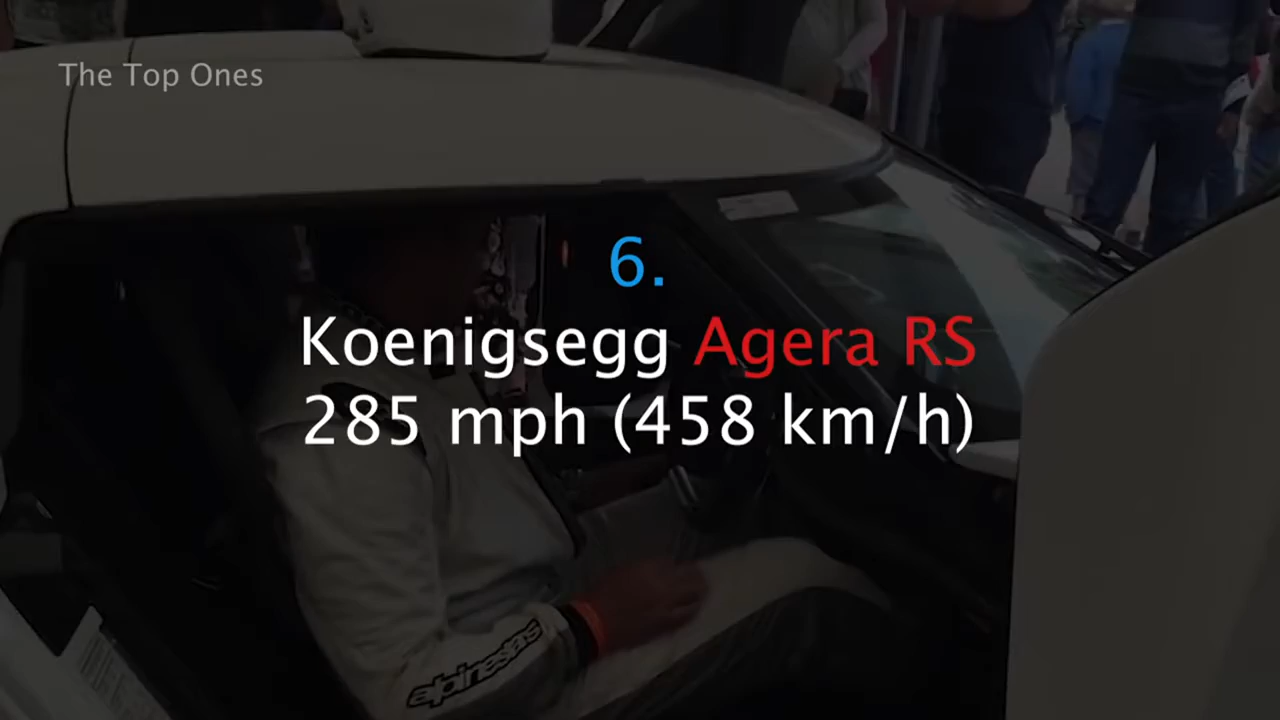 The Top Ones
6.
Koenigsegg Agera RS
285 mph (458 km/h)
alpinestars